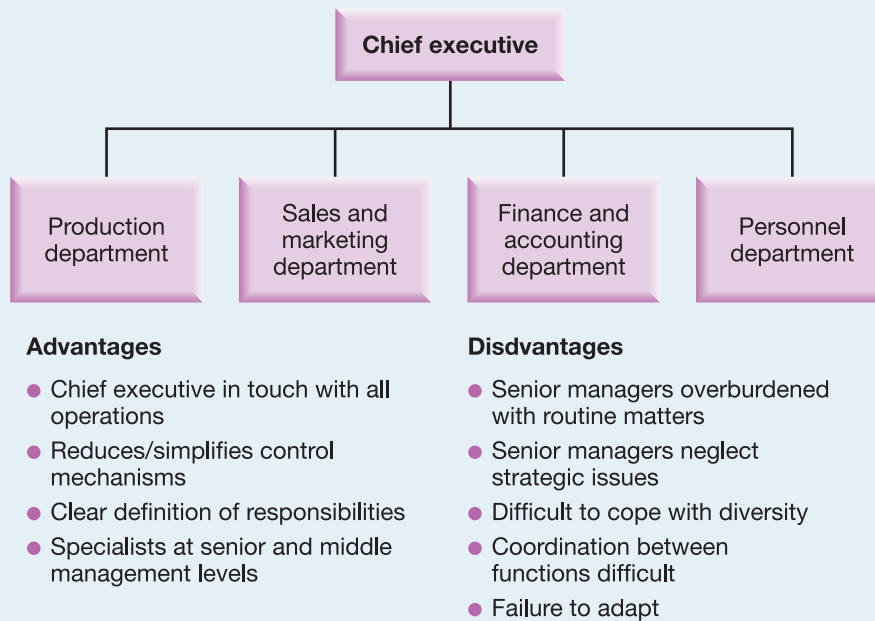 Chief executive
Production
department
Sales and
marketing
department
Finance and
accounting
department
Personnel
department
Advantages
● Chief executive in touch with all
operations
● Reduces/simplifies control
mechanisms
● Clear definition of responsibilities
● Specialists at senior and middle
management levels
Disdvantages
● Senior managers overburdened
with routine matters
● Senior managers neglect
strategic issues
● Difficult to cope with diversity
● Coordination between
functions difficult
● Failure to adapt